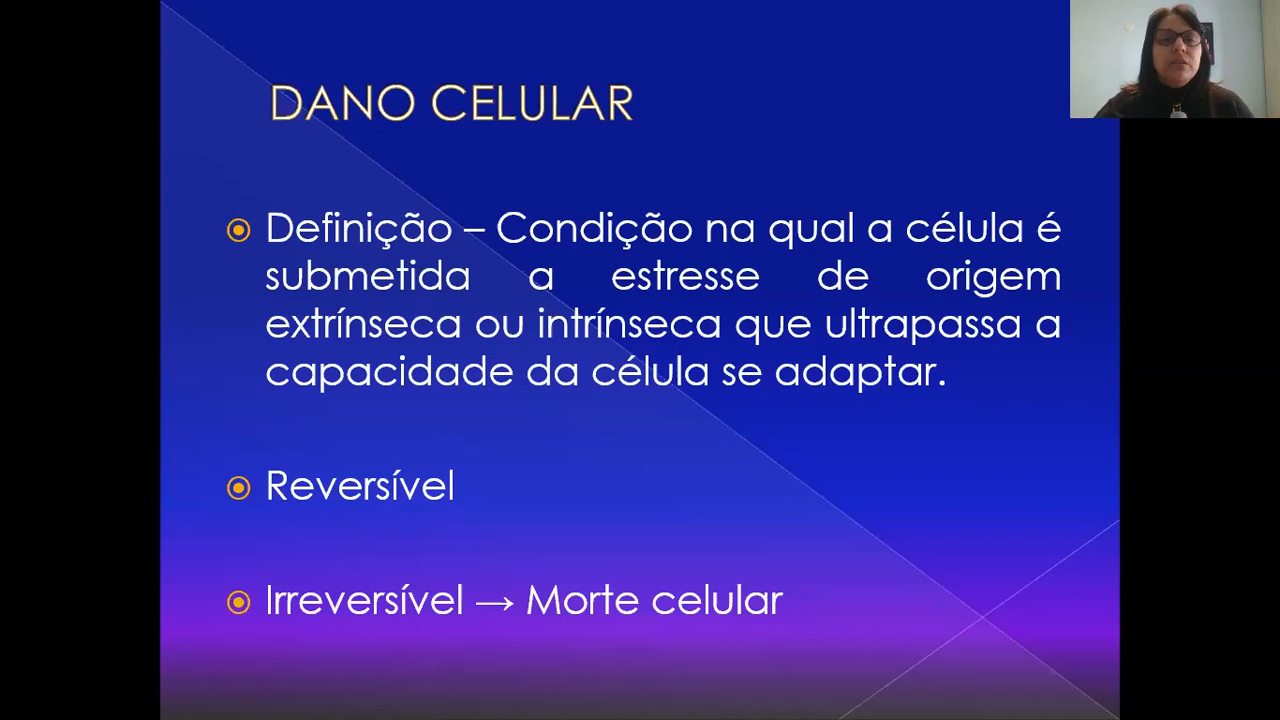 DANO CELULAR
Definição – Condição na qual a célula é
submetida a estresse de origem
extrínseca ou intrínseca que ultrapassa a
capacidade da célula se adaptar.
Reversível
Irreversível → Morte celular